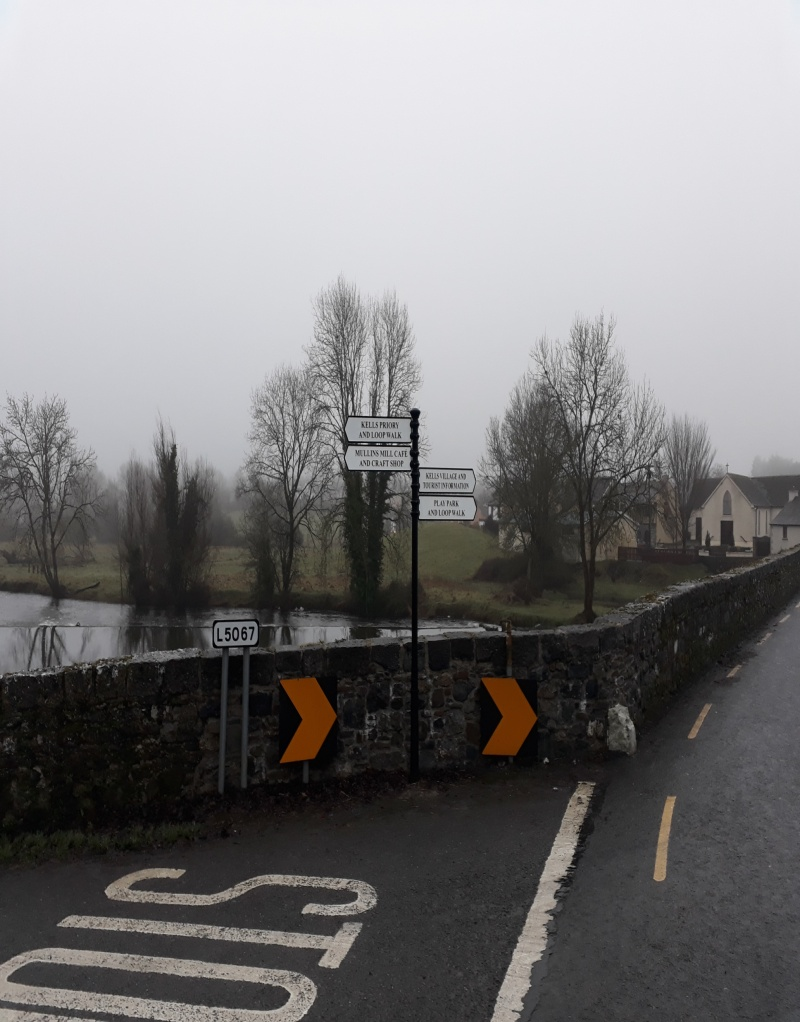 KELLS PRIORY
AND LOOP WALK
MULLINS MILL CAFE
AND CRAFT SHOP
KELLS VILLAGE AND
TOURIST INFORMATION
PLAY PARK
AND LOOP WALK
L5067
STO